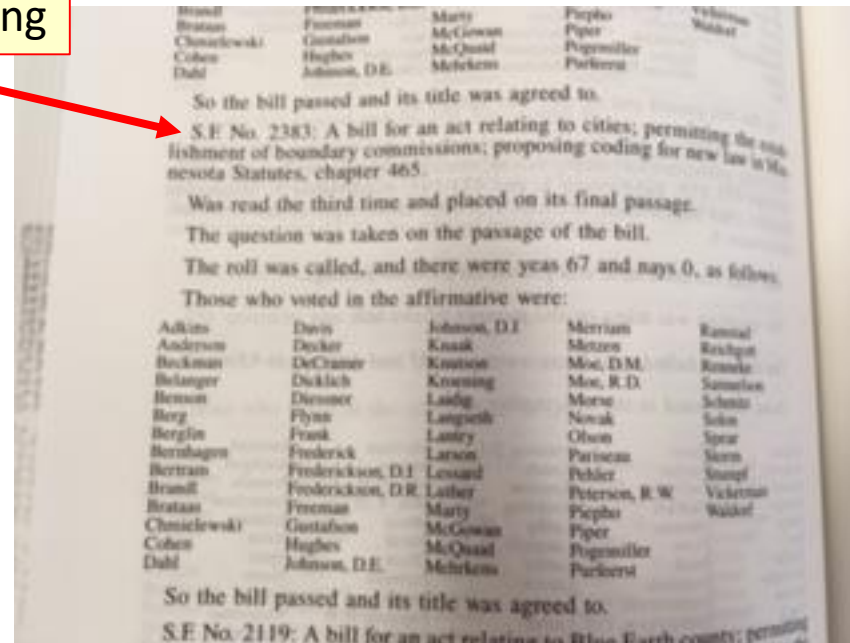 ng
Brandl Marty Piepho Vickerman
Brataas Freeman McGowan Piper Waldorf
Chmielewski Gustafson McQuaid Pogemiller
Cohen Hughes Mehrkens Purfeerst
Dahl Johnson, D.E.
So the bill passed and its title was agreed to.
S.F. No. 2383: A bill for an act relating to cities; permitting the estab-
lishment of boundary commissions; proposing coding for new law in Min-
nesota Statutes, chapter 465.
Was read the third time and placed on its final passage.
The question was taken on the passage of the bill.
The roll was called, and there were yeas 67 and nays 0, as follows:
Those who voted in the affirmative were:
Adkins Davis Johnson, D.J. Merriam Ramstad
Anderson Decker Knaak Metzen Reichgott
Beckman DeCramer Knutson Moe, D.M. Renneke
Belanger Dicklich Kroening Moe, R.D. Samuelson
Benson Diessner Laidig Morse Schmitz
Berg Flynn Langseth Novak Solon
Berglin Frank Lantry Olson Spear
Bernhagen Frederick Larson Pariseau Storm
Bertram Frederickson, D.J. Lessard Pehler Stumpf
Brandl Frederickson, D.R. Luther Peterson, R.W. Vickerman
Brataas Freeman Marty Piepho Waldorf
Chmielewski Gustafson McGowan Piper
Cohen Hughes McQuaid Pogemiller
Dahl Johnson, D.E. Mehrkens Purfeerst
So the bill passed and its title was agreed to.
S.F. No. 2119: A bill for an act relating to Blue Earth county; permitting